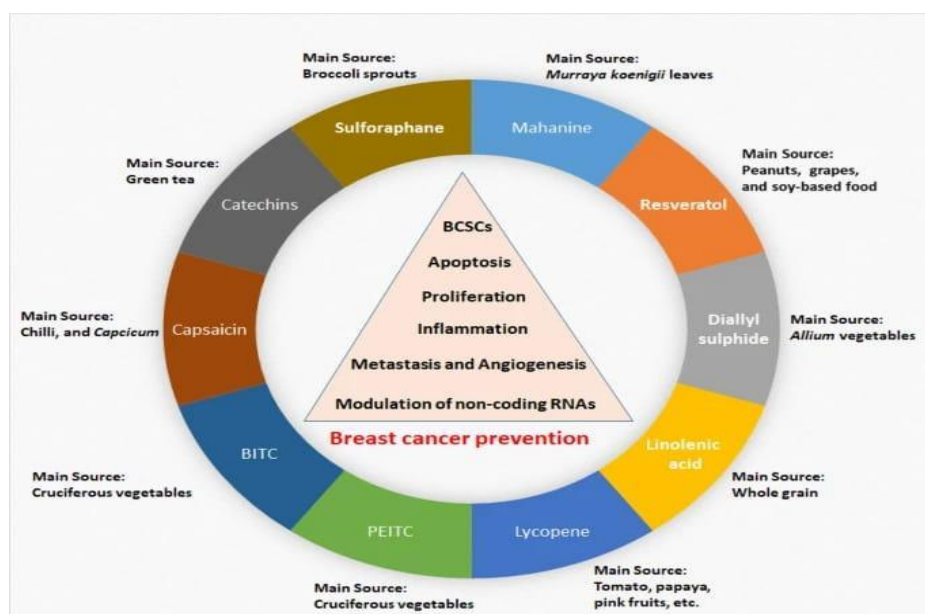 Main Source:
Broccoli sprouts
Main Source:
Murraya koenigii leaves
Sulforaphane
Mahanine
Main Source:
Green tea
Catechins
Main Source:
Peanuts, grapes,
and soy-based food
Resveratol
BCSCs
Apoptosis
Proliferation
Inflammation
Metastasis and Angiogenesis
Modulation of non-coding RNAs
Breast cancer prevention
Main Source:
Chilli, and Capcicum
Capsaicin
Diallyl
sulphide
Main Source:
Allium vegetables
BITC
Main Source:
Cruciferous vegetables
Linolenic
acid
Main Source:
Whole grain
PEITC
Main Source:
Cruciferous vegetables
Lycopene
Main Source:
Tomato, papaya,
pink fruits, etc.